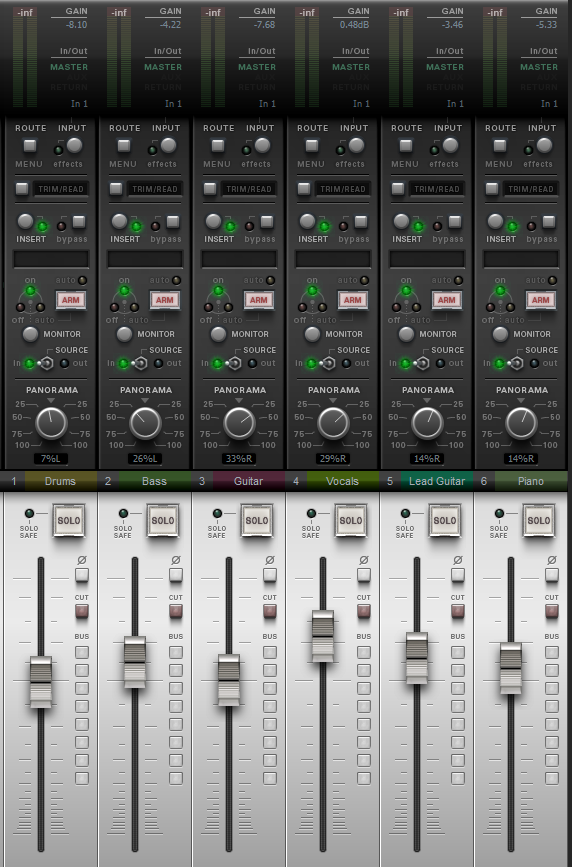 -inf GAIN -inf GAIN -inf GAIN -inf GAIN -inf GAIN -inf GAIN
-8.10 -4.22 -7.68 0.48dB -3.46 -5.33
In/Out In/Out In/Out In/Out In/Out In/Out
MASTER MASTER MASTER MASTER MASTER MASTER
RETURN RETURN RETURN RETURN RETURN RETURN
In 1 In 1 In 1 In 1 In 1 In 1
ROUTE INPUT ROUTE INPUT ROUTE INPUT ROUTE INPUT ROUTE INPUT ROUTE INPUT
MENU effects MENU effects MENU effects MENU effects MENU effects MENU effects
TRIM/READ TRIM/READ TRIM/READ TRIM/READ TRIM/READ TRIM/READ
INSERT bypass INSERT bypass INSERT bypass INSERT bypass INSERT bypass INSERT bypass
on auto on auto on auto on auto on auto on auto
ARM ARM ARM ARM ARM ARM
off auto off auto off auto off auto off auto off auto
MONITOR MONITOR MONITOR MONITOR MONITOR MONITOR
SOURCE SOURCE SOURCE SOURCE SOURCE SOURCE
In out In out In out In out In out In out
PANORAMA PANORAMA PANORAMA PANORAMA PANORAMA PANORAMA
25 25 25 25 25 25 25 25 25 25 25 25
50 50 50 50 50 50 50 50 50 50 50 50
75 75 75 75 75 75 75 75 75 75 75 75
100 100 100 100 100 100 100 100 100 100 100 100
7%L 26%L 33%R 29%R 14%R 14%R
1 Drums 2 Bass 3 Guitar 4 Vocals 5 Lead Guitar 6 Piano
SOLO SOLO SOLO SOLO SOLO SOLO
SOLO SOLO SOLO SOLO SOLO SOLO
SAFE SAFE SAFE SAFE SAFE SAFE
Ø Ø Ø Ø Ø Ø
CUT CUT CUT CUT CUT CUT
BUS BUS BUS BUS BUS BUS